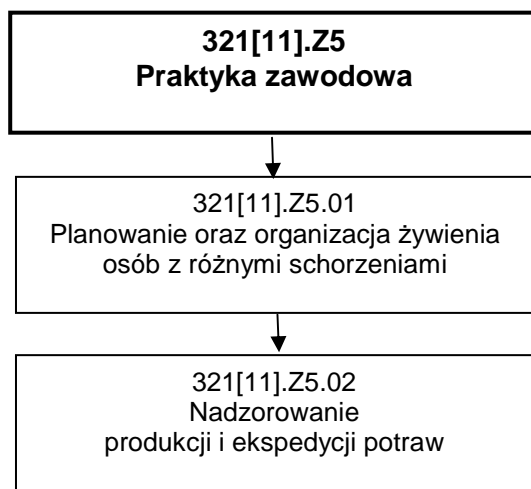 321[11].Z5
Praktyka zawodowa
321[11].Z5.01
Planowanie oraz organizacja żywienia
osób z różnymi schorzeniami
321[11].Z5.02
Nadzorowanie
produkcji i ekspedycji potraw